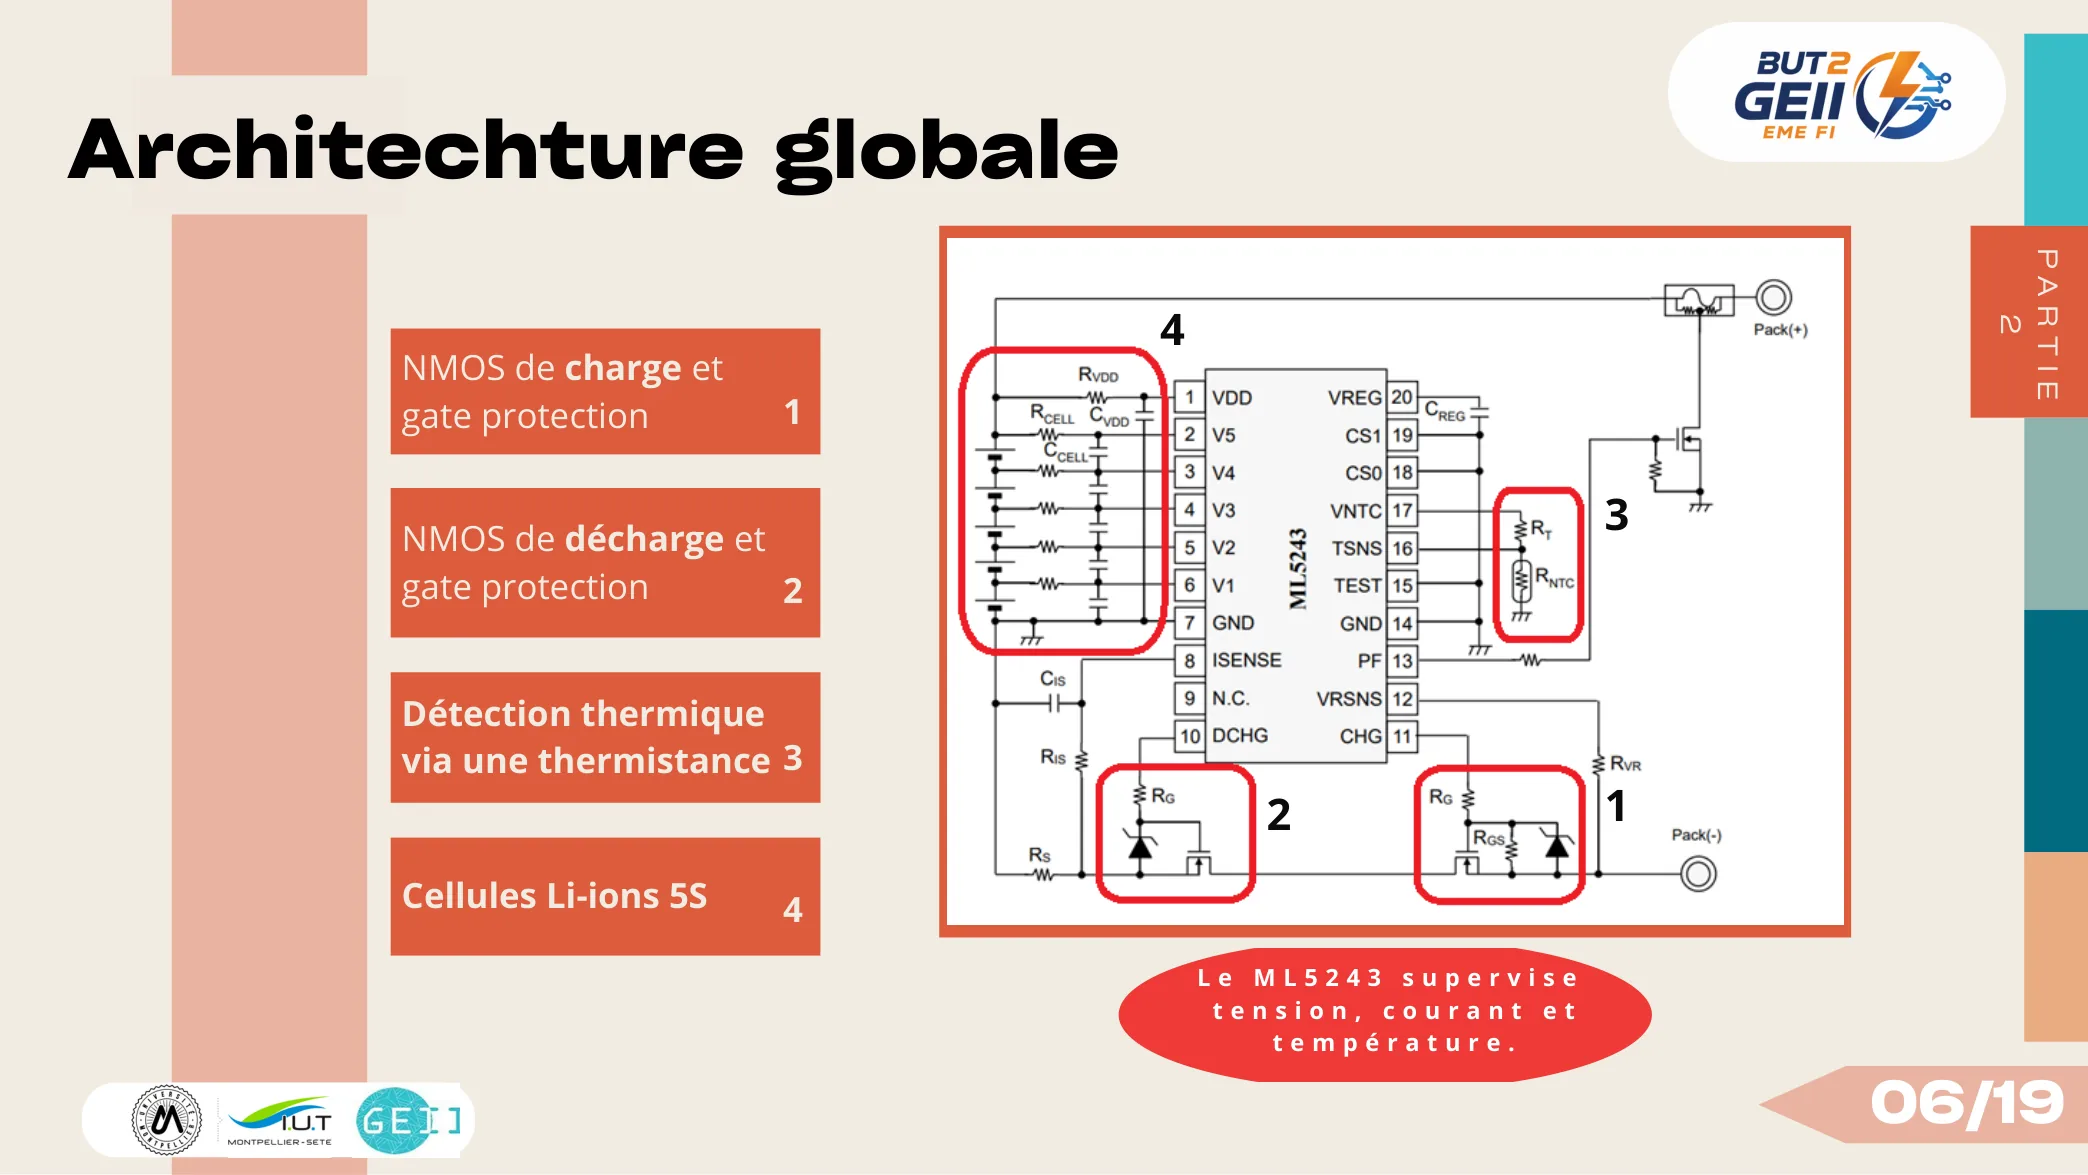 BUT2
GEII
EME FI
Architechture globale
PARTIE
2
NMOS de charge et
gate protection
1
NMOS de décharge et
gate protection
2
Détection thermique
via une thermistance
3
Cellules Li-ions 5S
4
Pack(+)
4
RVDD
RCELL
CVDD
CCELL
1 VDD
2 V5
3 V4
4 V3
5 V2
6 V1
7 GND
8 ISENSE
9 N.C.
10 DCHG
ML5243
VREG 20
CS1 19
CS0 18
VNTC 17
TSNS 16
TEST 15
GND 14
PF 13
VRSNS 12
CHG 11
CREG
RT
RNTC
3
CIS
RIS
RS
RG
2
RG
RGS
1
RVR
Pack(-)
Le ML5243 supervise
tension, courant et
température.
UNIVERSITÉ
MONTPELLIER
I.U.T
MONTPELLIER-SETE
GEII
06/19